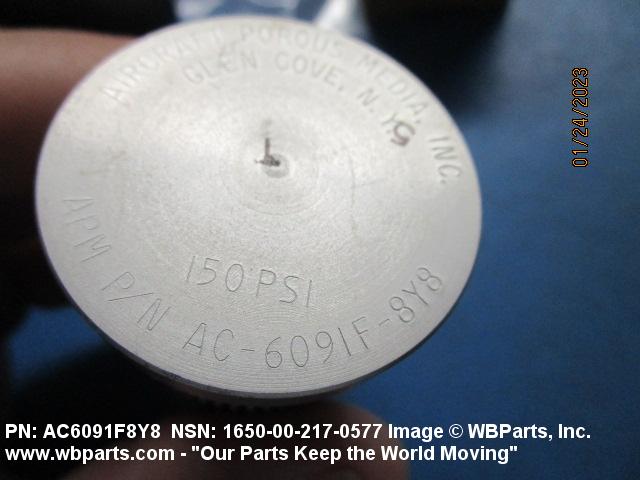 AIRCRAFT POROUS MEDIA, INC.
GLEN COVE, N.Y.
150 PSI
APM P/N AC-6091F-8Y8
01/24/2023
PN: AC6091F8Y8 NSN: 1650-00-217-0577 Image © WBParts, Inc.
www.wbparts.com - "Our Parts Keep the World Moving"